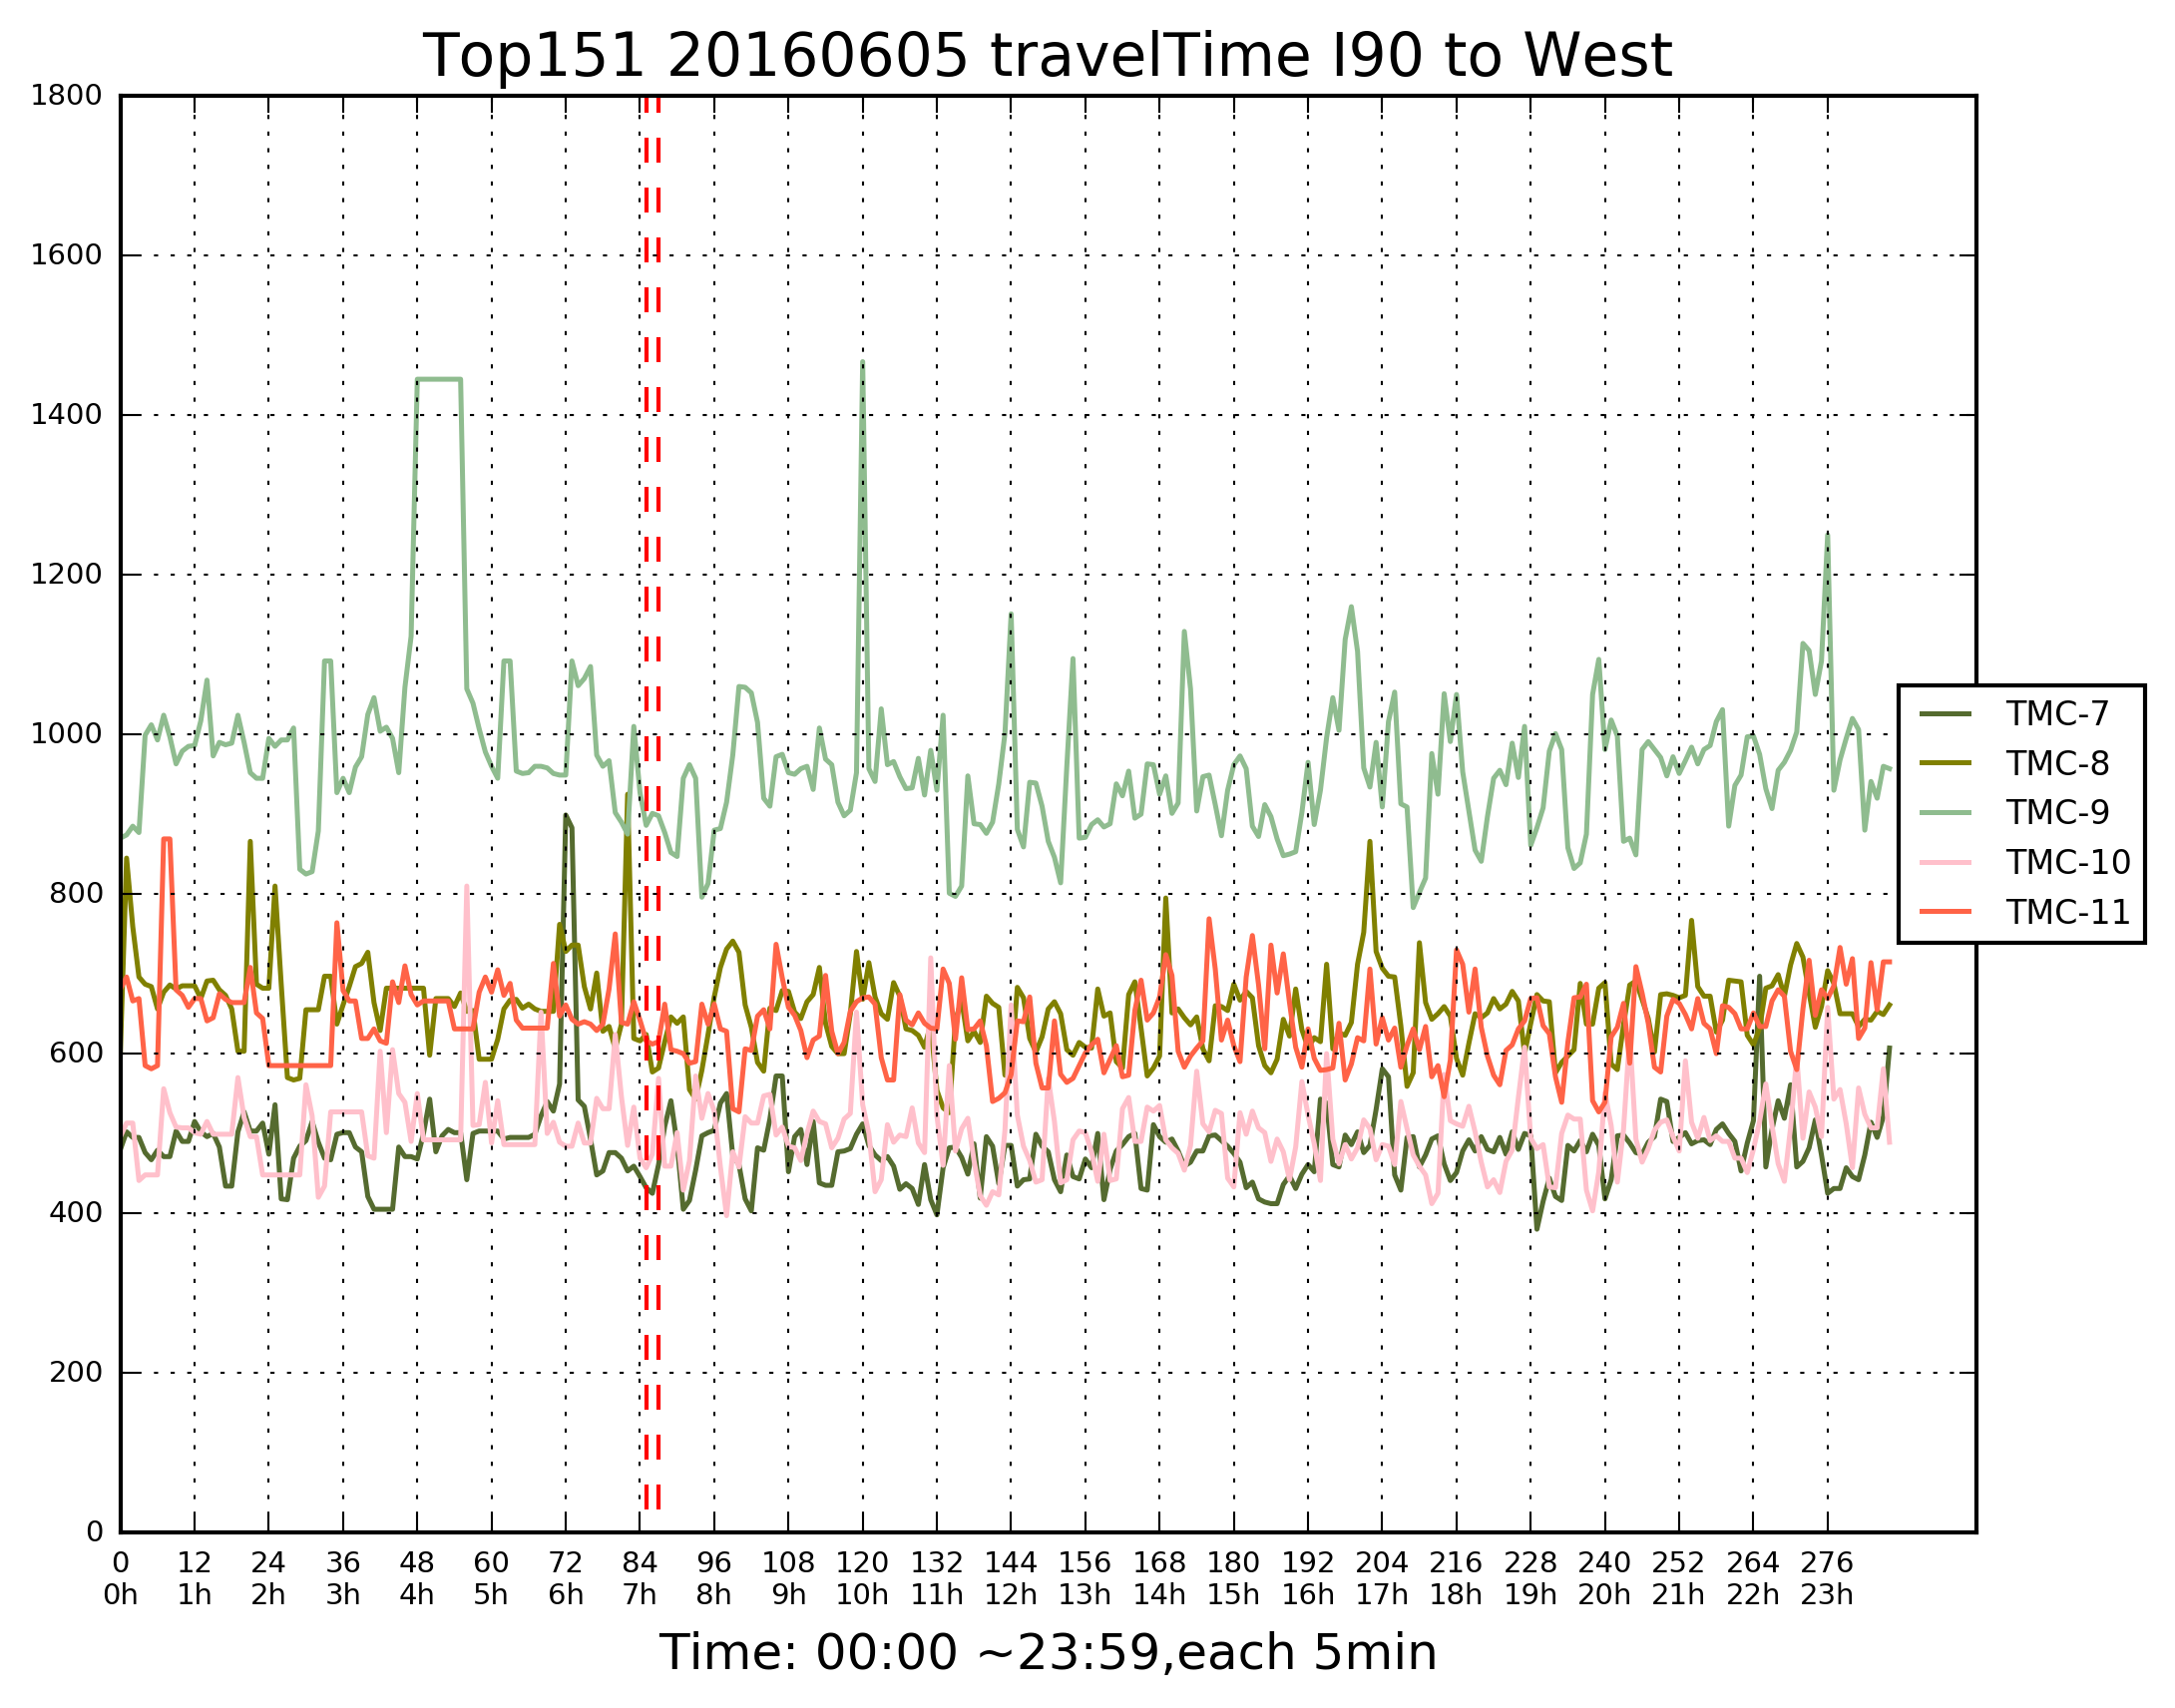 Top151 20160605 travelTime I90 to West
1800
1600
1400
1200
1000
800
600
400
200
0
TMC-7
TMC-8
TMC-9
TMC-10
TMC-11
0 12 24 36 48 60 72 84 96 108 120 132 144 156 168 180 192 204 216 228 240 252 264 276
0h 1h 2h 3h 4h 5h 6h 7h 8h 9h 10h 11h 12h 13h 14h 15h 16h 17h 18h 19h 20h 21h 22h 23h
Time: 00:00 ~23:59,each 5min